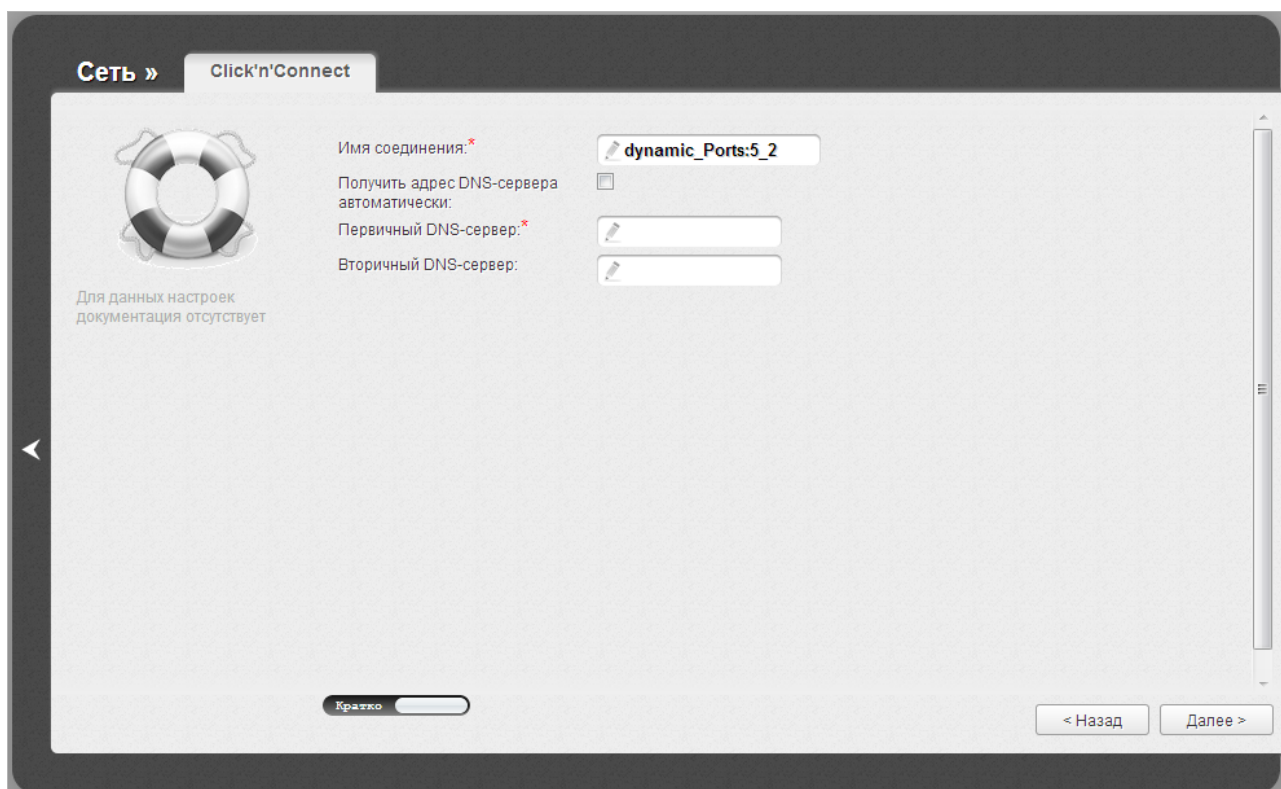 Сеть »
Click'n'Connect
Для данных настроек
документация отсутствует
Имя соединения:*
dynamic_Ports:5_2
Получить адрес DNS-сервера
автоматически:
Первичный DNS-сервер:*
Вторичный DNS-сервер:
Кратко
< Назад
Далее >